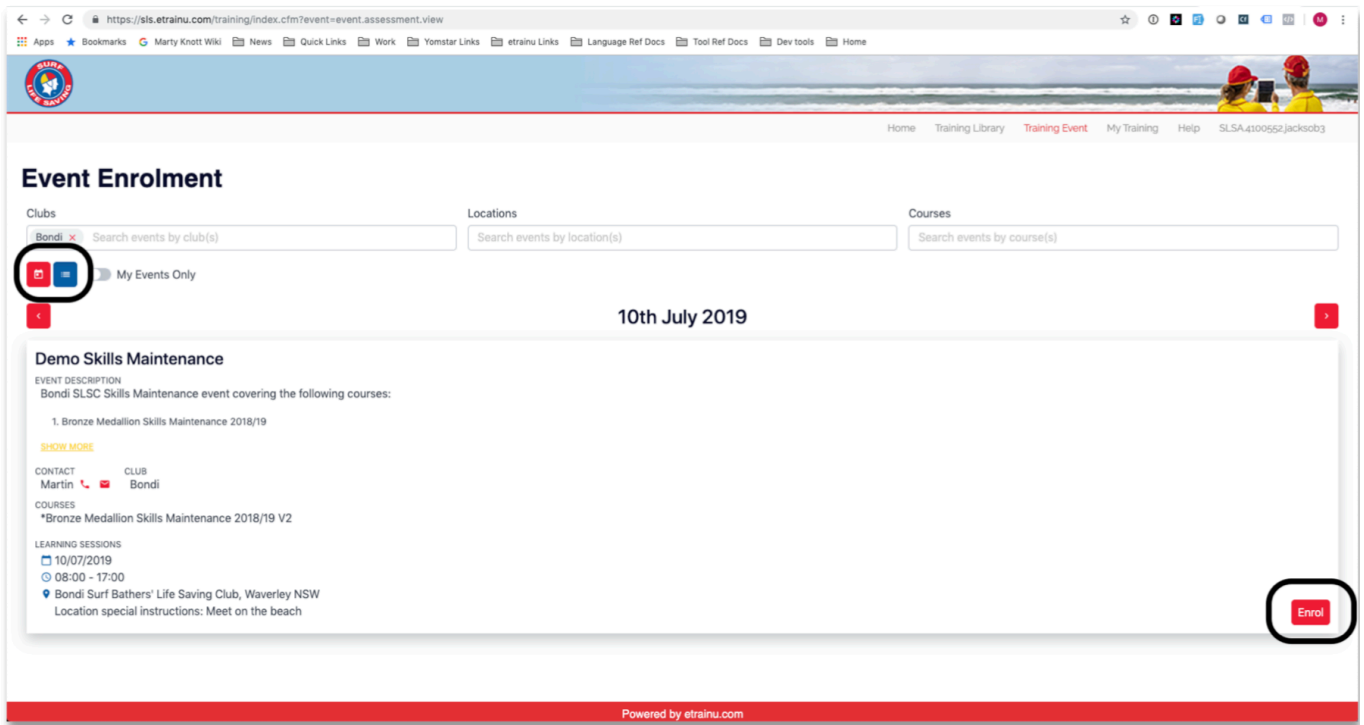 https://sls.etrainu.com/training/index.cfm?event=event.assessment.view
Apps Bookmarks Marty Knott Wiki News Quick Links Work Yomstar Links etrainu Links Language Ref Docs Tool Ref Docs Dev tools Home
SURF
LIFE SAVING
Home Training Library Training Event My Training Help SLSA.4100552.jacksob3
Event Enrolment
Clubs Locations Courses
Bondi × Search events by club(s) Search events by location(s) Search events by course(s)
My Events Only
10th July 2019
Demo Skills Maintenance
EVENT DESCRIPTION
Bondi SLSC Skills Maintenance event covering the following courses:
1. Bronze Medallion Skills Maintenance 2018/19
SHOW MORE
CONTACT CLUB
Martin Bondi
COURSES
*Bronze Medallion Skills Maintenance 2018/19 V2
LEARNING SESSIONS
10/07/2019
08:00 - 17:00
Bondi Surf Bathers' Life Saving Club, Waverley NSW
Location special instructions: Meet on the beach
Enrol
Powered by etrainu.com